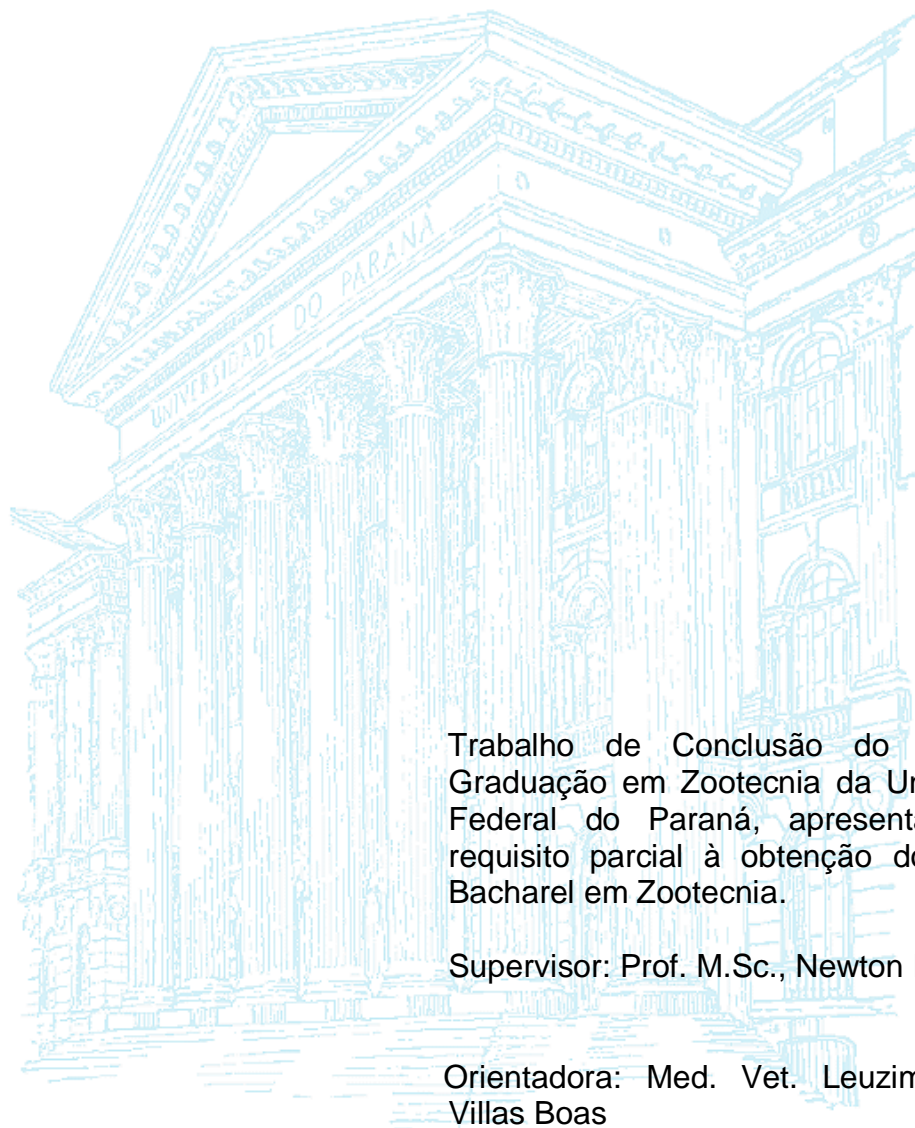 UNIVERSIDADE DO PARANÁ
Trabalho de Conclusão do
Graduação em Zootecnia da
Federal do Paraná,
requisito parcial à obtenção
Bacharel em Zootecnia.
Supervisor: Prof. M.Sc., Newton
Orientadora: Med. Vet.
Villas Boas